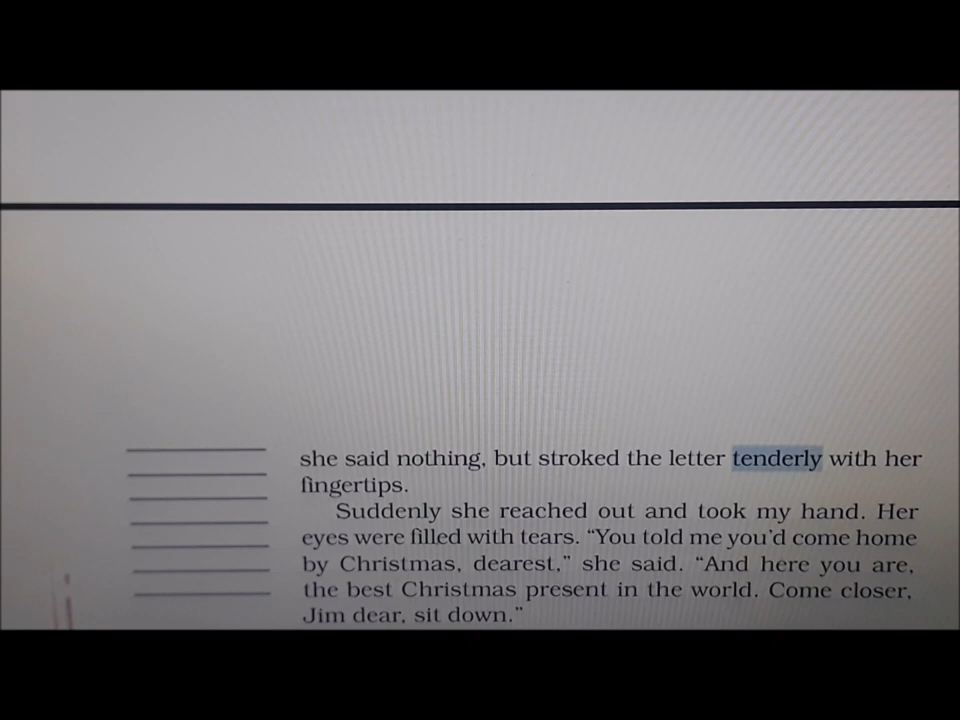 she said nothing, but stroked the letter tenderly with her
fingertips.
Suddenly she reached out and took my hand. Her
eyes were filled with tears. “You told me you’d come home
by Christmas, dearest,” she said. “And here you are,
the best Christmas present in the world. Come closer,
Jim dear, sit down.”